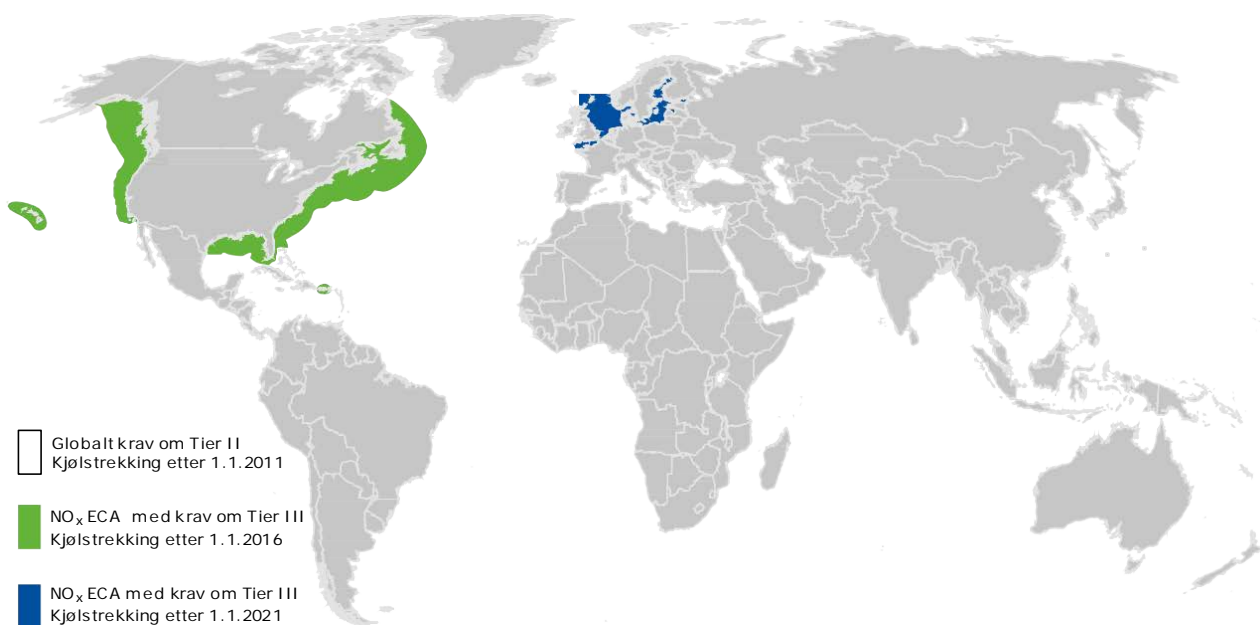 Globalt krav om Tier II
Kjølstrekking etter 1.1.2011
NOₓ ECA med krav om Tier III
Kjølstrekking etter 1.1.2016
NOₓ ECA med krav om Tier III
Kjølstrekking etter 1.1.2021